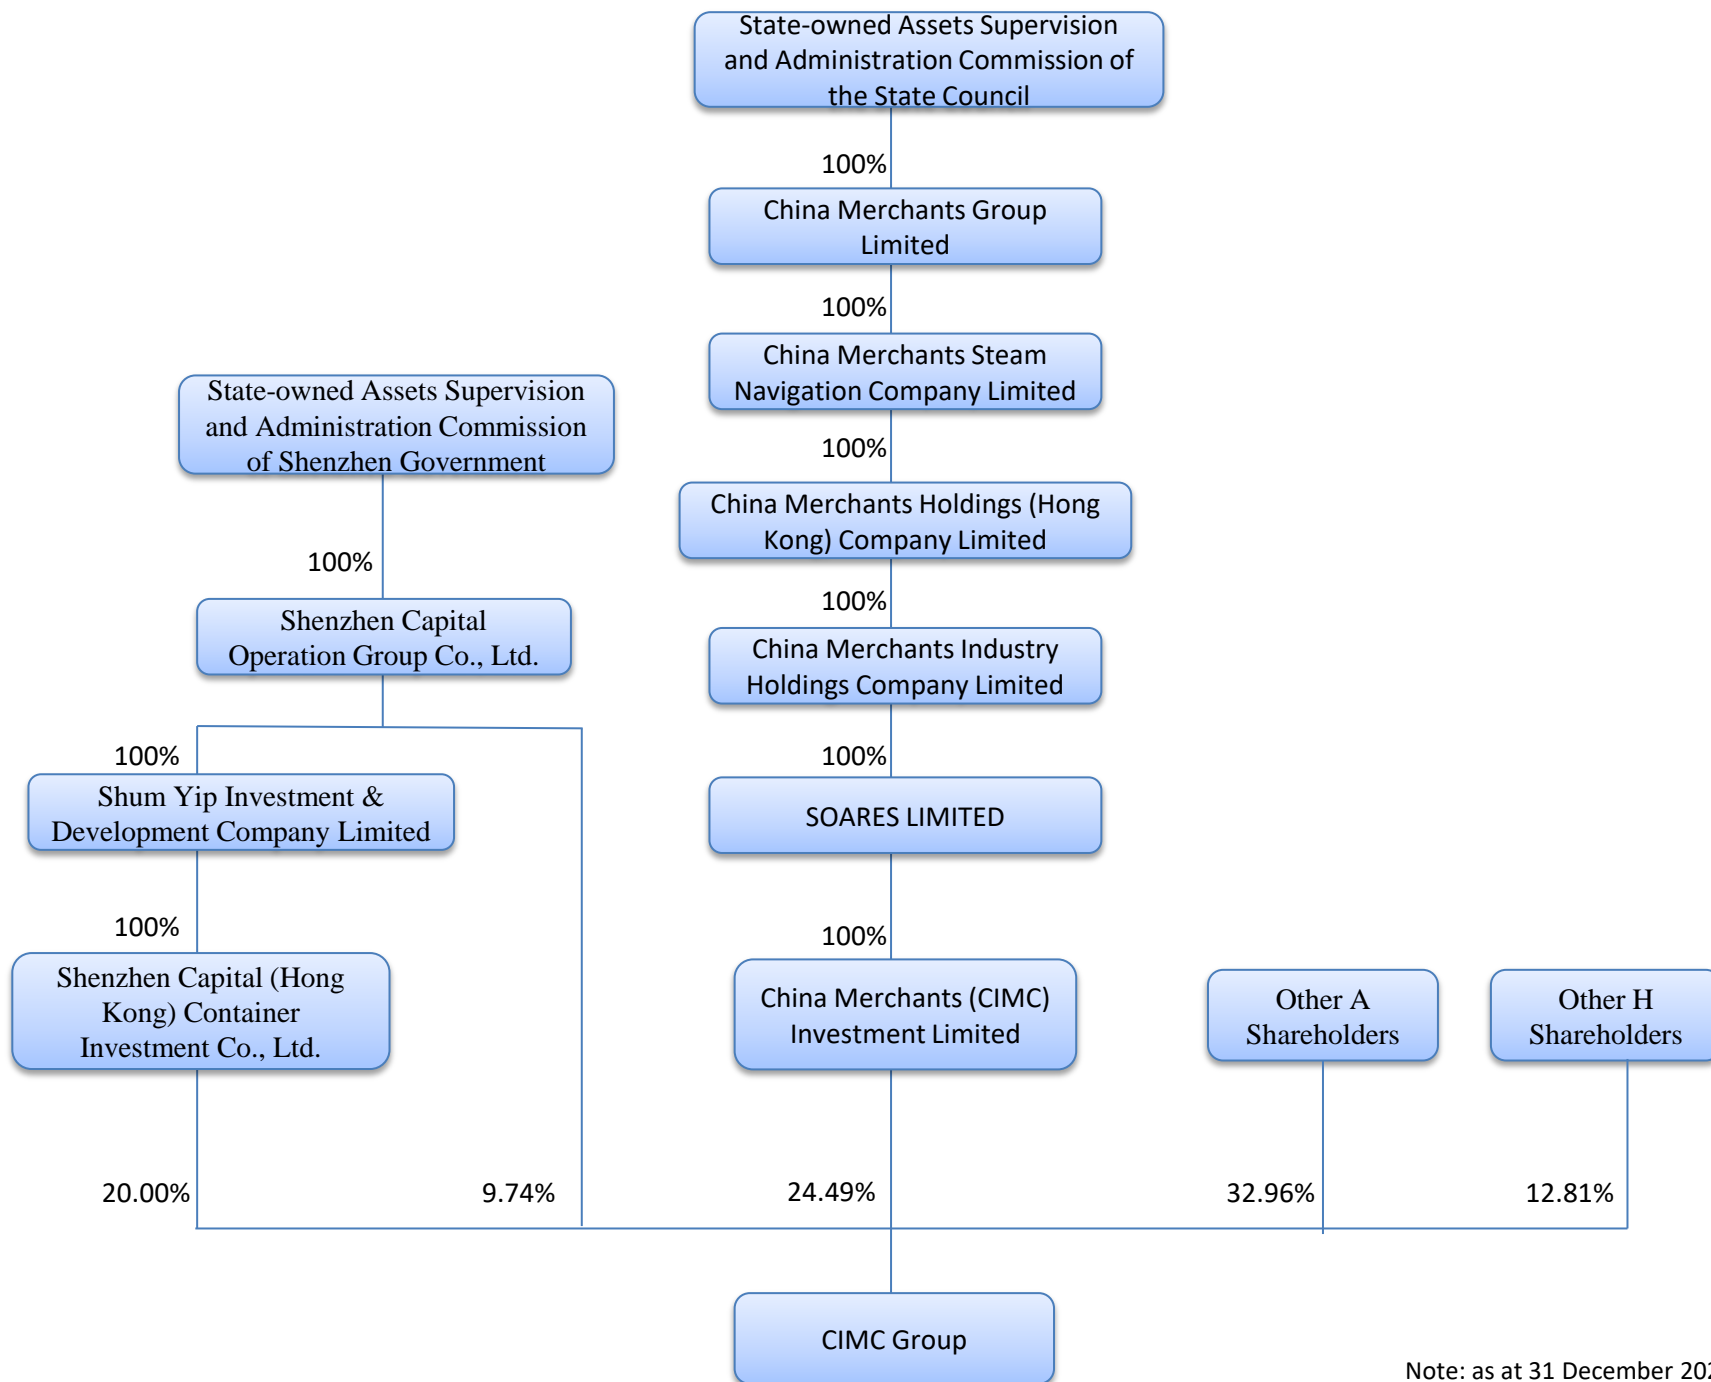 State-owned Assets Supervision
and Administration Commission of
the State Council
100%
China Merchants Group
Limited
100%
China Merchants Steam
Navigation Company Limited
State-owned Assets Supervision
and Administration Commission
of Shenzhen Government
100%
China Merchants Holdings (Hong
Kong) Company Limited
100%
100%
Shenzhen Capital
Operation Group Co., Ltd.
China Merchants Industry
Holdings Company Limited
100%
100%
Shum Yip Investment &
Development Company Limited
SOARES LIMITED
100%
100%
Shenzhen Capital (Hong
Kong) Container
Investment Co., Ltd.
China Merchants (CIMC)
Investment Limited
Other A
Shareholders
Other H
Shareholders
20.00%
9.74%
24.49%
32.96%
12.81%
CIMC Group
Note: as at 31 December